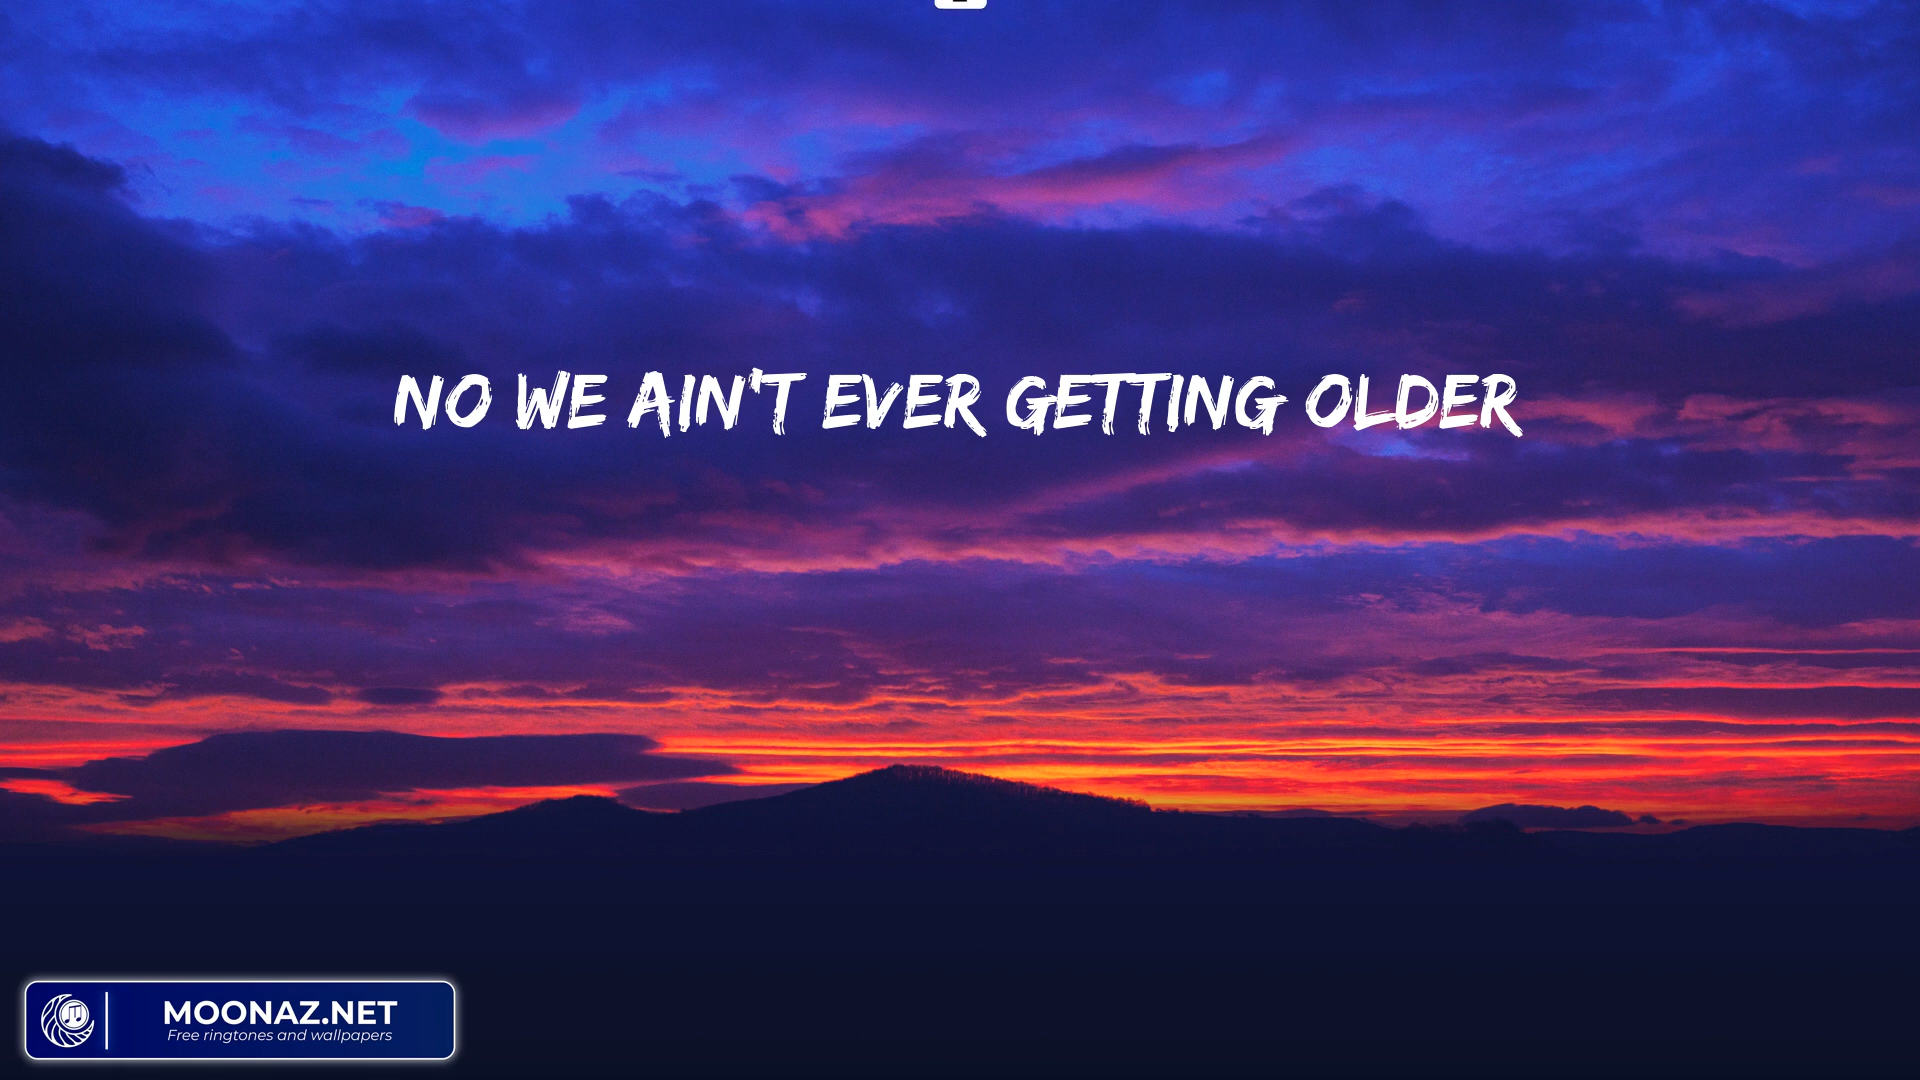 NO WE AIN'T EVER GETTING OLDER
MOONAZ.NET
Free ringtones and wallpapers